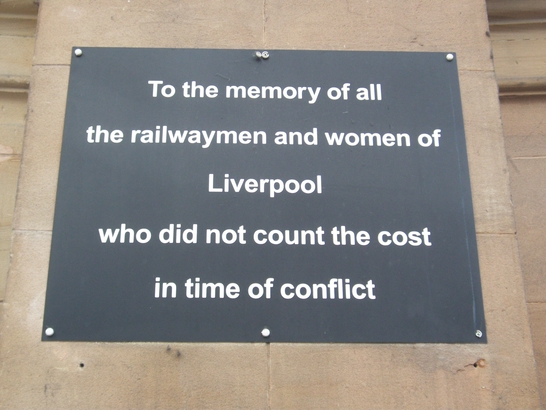 To the memory of all
the railwaymen and women of
Liverpool
who did not count the cost
in time of conflict